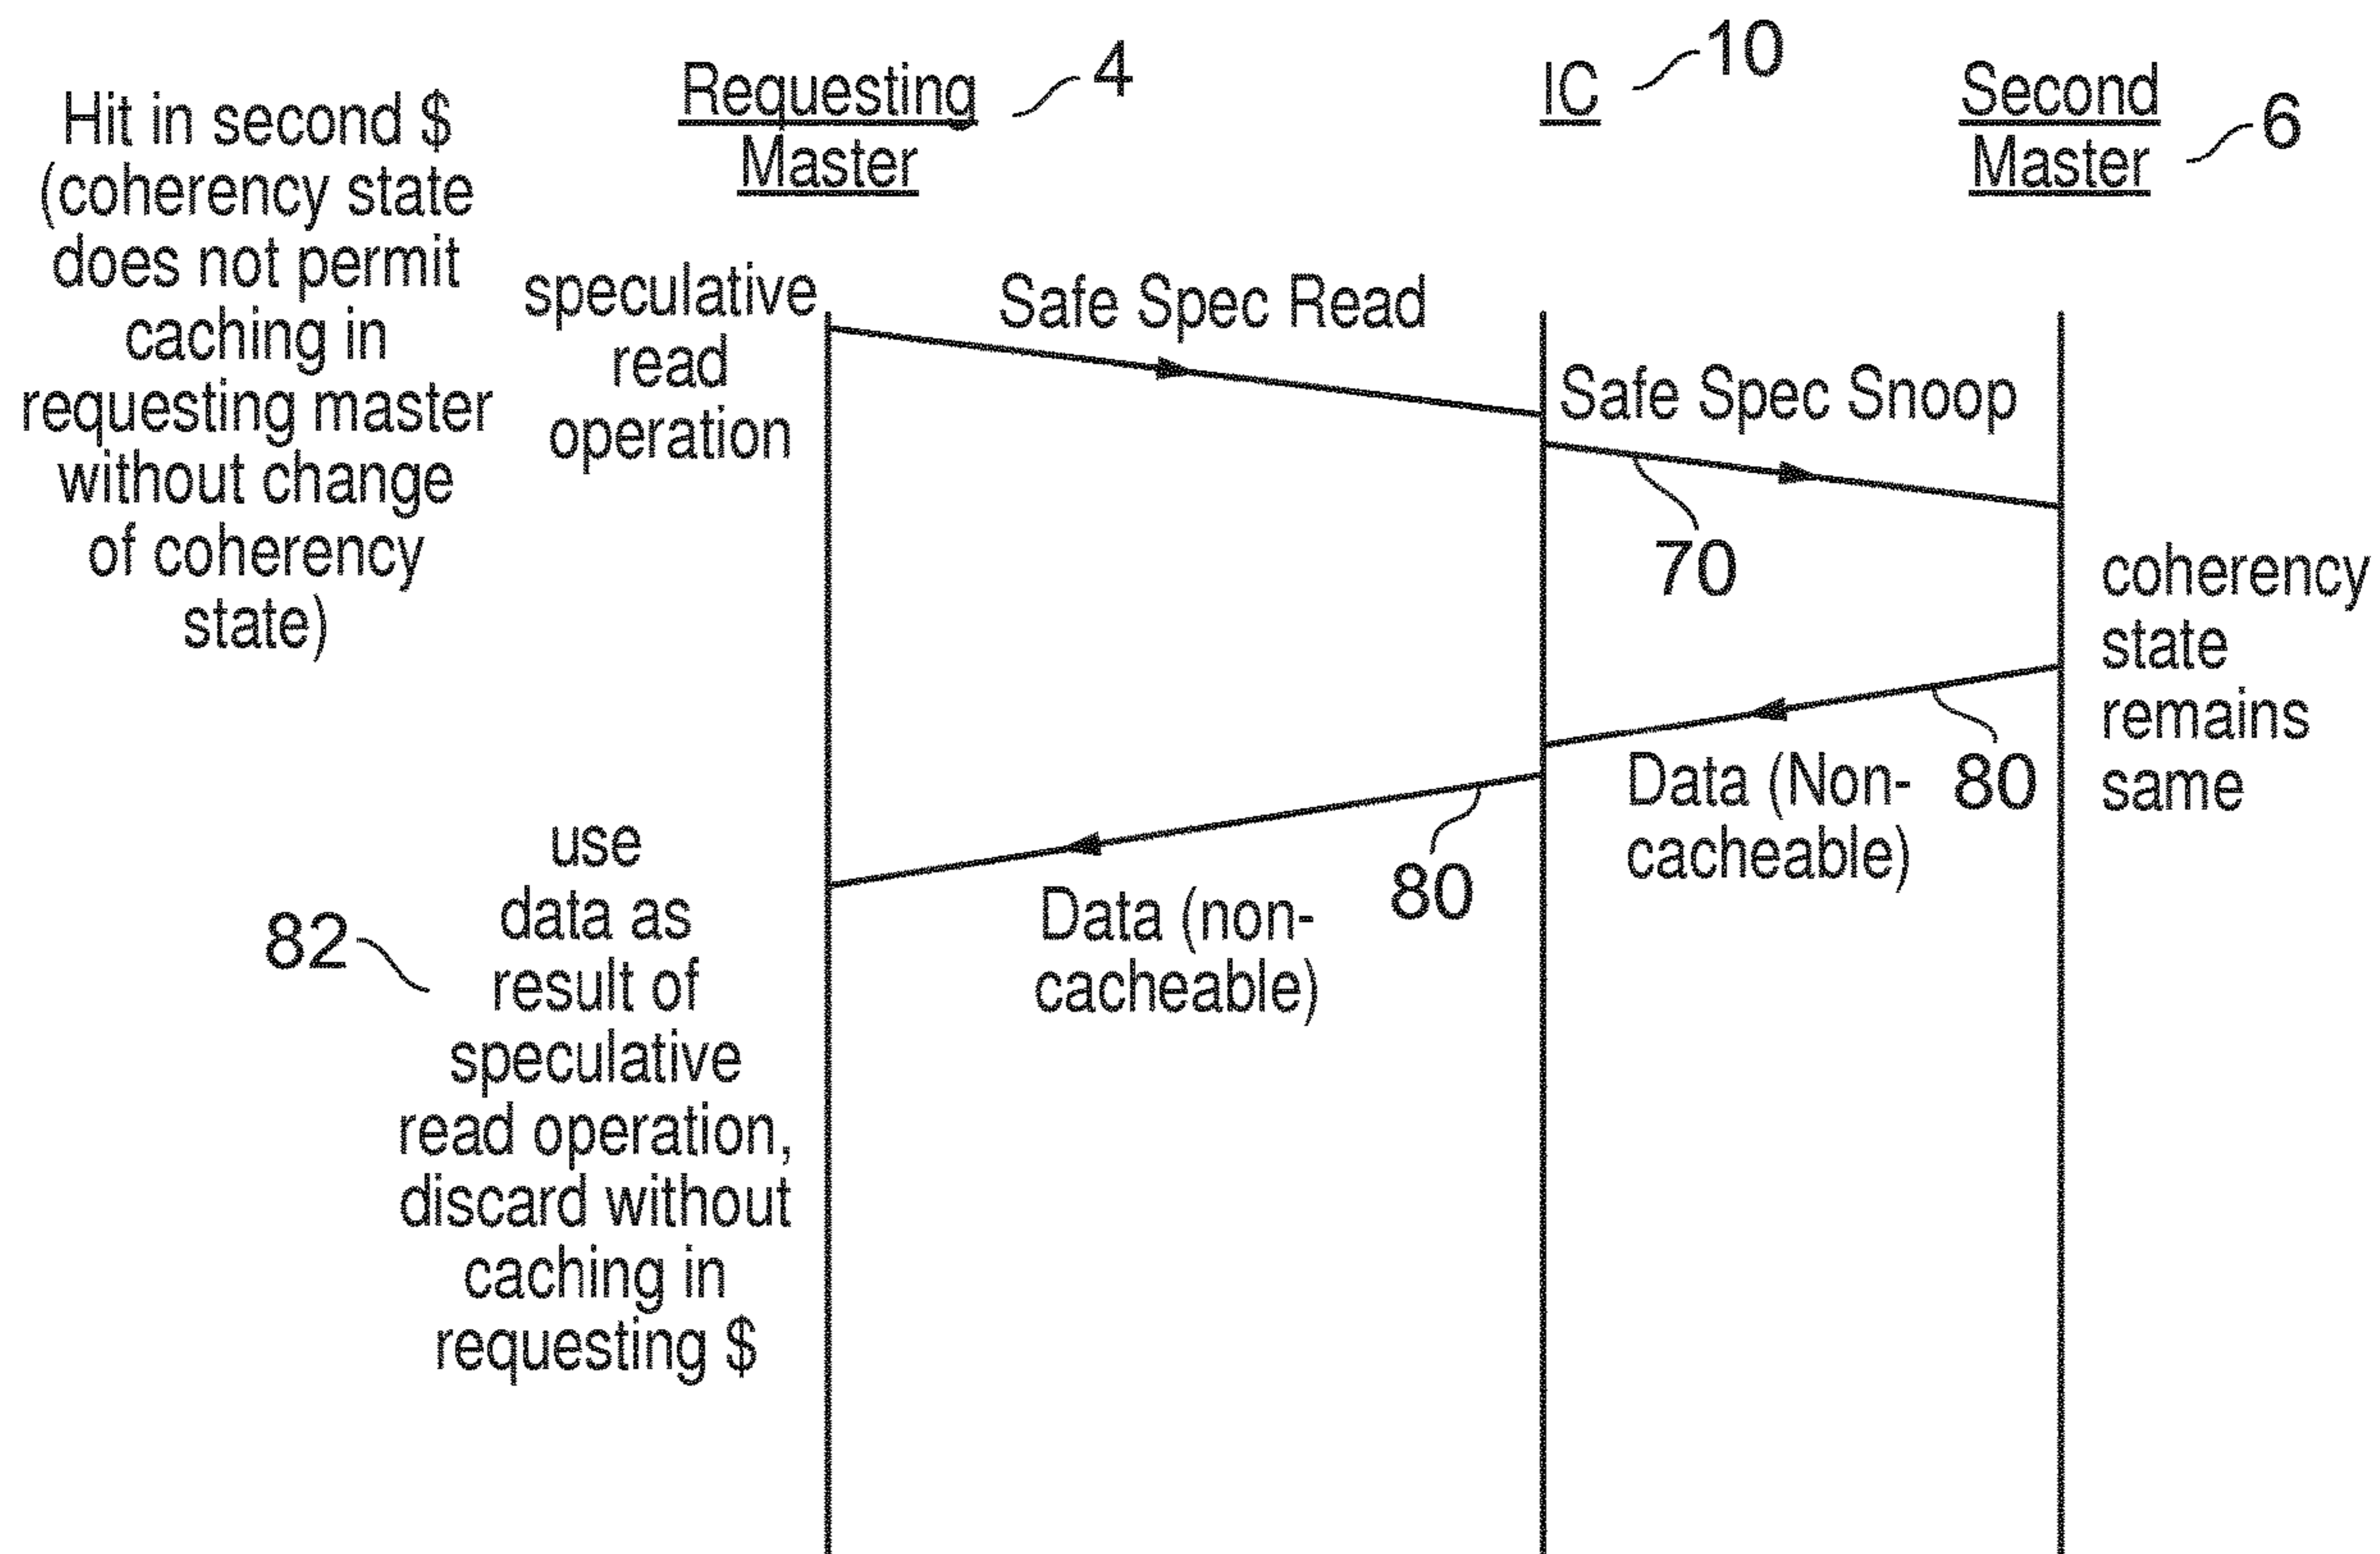 Hit in second $
(coherency state
does not permit
caching in
requesting master
without change
of coherency
state)
Requesting
Master
4
IC
10
Second
Master
6
speculative
read
operation
Safe Spec Read
Safe Spec Snoop
70
coherency
state
remains
same
Data (Non-
cacheable)
80
80
Data (non-
cacheable)
82
use
data as
result of
speculative
read operation,
discard without
caching in
requesting $